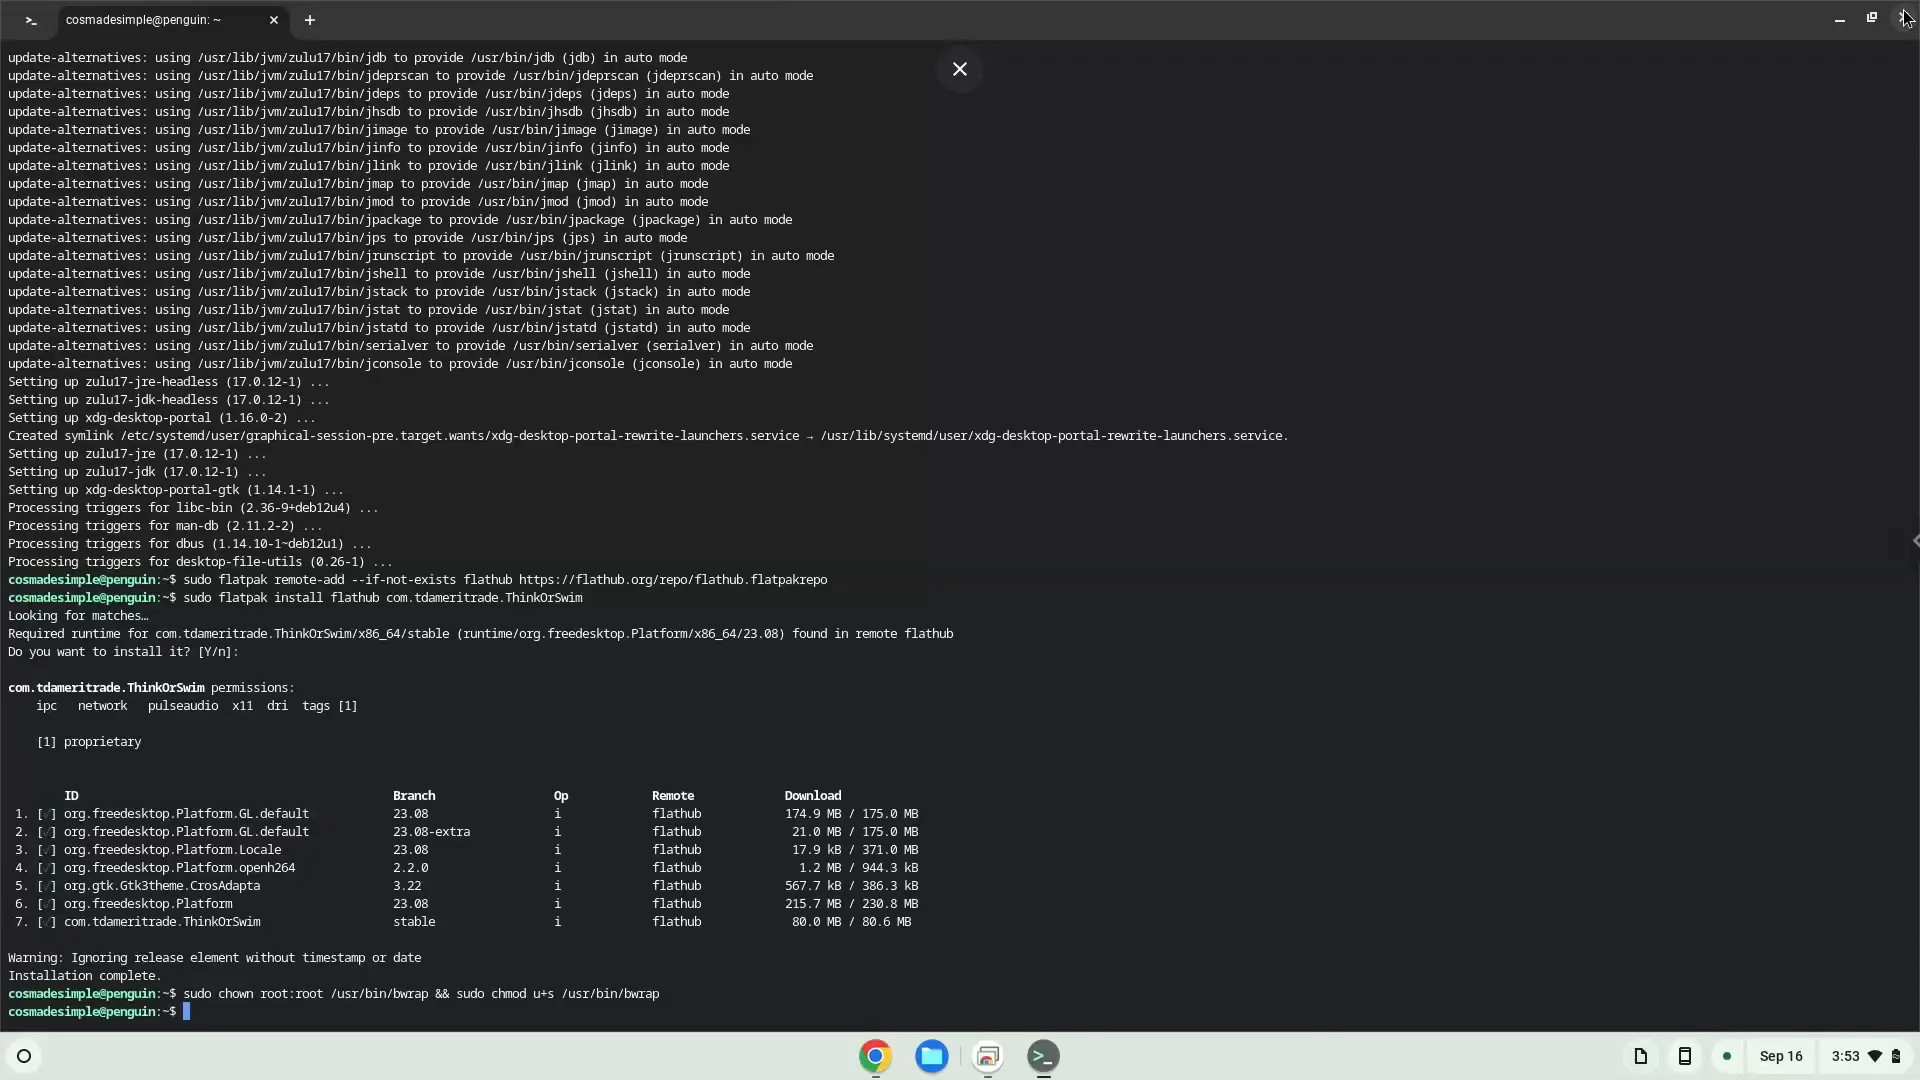 cosmadesimple@penguin: ~
update-alternatives: using /usr/lib/jvm/zulu17/bin/jdb to provide /usr/bin/jdb (jdb) in auto mode
update-alternatives: using /usr/lib/jvm/zulu17/bin/jdeprscan to provide /usr/bin/jdeprscan (jdeprscan) in auto mode
update-alternatives: using /usr/lib/jvm/zulu17/bin/jdeps to provide /usr/bin/jdeps (jdeps) in auto mode
update-alternatives: using /usr/lib/jvm/zulu17/bin/jhsdb to provide /usr/bin/jhsdb (jhsdb) in auto mode
update-alternatives: using /usr/lib/jvm/zulu17/bin/jimage to provide /usr/bin/jimage (jimage) in auto mode
update-alternatives: using /usr/lib/jvm/zulu17/bin/jinfo to provide /usr/bin/jinfo (jinfo) in auto mode
update-alternatives: using /usr/lib/jvm/zulu17/bin/jlink to provide /usr/bin/jlink (jlink) in auto mode
update-alternatives: using /usr/lib/jvm/zulu17/bin/jmap to provide /usr/bin/jmap (jmap) in auto mode
update-alternatives: using /usr/lib/jvm/zulu17/bin/jmod to provide /usr/bin/jmod (jmod) in auto mode
update-alternatives: using /usr/lib/jvm/zulu17/bin/jpackage to provide /usr/bin/jpackage (jpackage) in auto mode
update-alternatives: using /usr/lib/jvm/zulu17/bin/jps to provide /usr/bin/jps (jps) in auto mode
update-alternatives: using /usr/lib/jvm/zulu17/bin/jrunscript to provide /usr/bin/jrunscript (jrunscript) in auto mode
update-alternatives: using /usr/lib/jvm/zulu17/bin/jshell to provide /usr/bin/jshell (jshell) in auto mode
update-alternatives: using /usr/lib/jvm/zulu17/bin/jstack to provide /usr/bin/jstack (jstack) in auto mode
update-alternatives: using /usr/lib/jvm/zulu17/bin/jstat to provide /usr/bin/jstat (jstat) in auto mode
update-alternatives: using /usr/lib/jvm/zulu17/bin/jstatd to provide /usr/bin/jstatd (jstatd) in auto mode
update-alternatives: using /usr/lib/jvm/zulu17/bin/serialver to provide /usr/bin/serialver (serialver) in auto mode
update-alternatives: using /usr/lib/jvm/zulu17/bin/jconsole to provide /usr/bin/jconsole (jconsole) in auto mode
Setting up zulu17-jre-headless (17.0.12-1) ...
Setting up zulu17-jdk-headless (17.0.12-1) ...
Setting up xdg-desktop-portal (1.16.0-2) ...
Created symlink /etc/systemd/user/graphical-session-pre.target.wants/xdg-desktop-portal-rewrite-launchers.service → /usr/lib/systemd/user/xdg-desktop-portal-rewrite-launchers.service.
Setting up zulu17-jre (17.0.12-1) ...
Setting up zulu17-jdk (17.0.12-1) ...
Setting up xdg-desktop-portal-gtk (1.14.1-1) ...
Processing triggers for libc-bin (2.36-9+deb12u4) ...
Processing triggers for man-db (2.11.2-2) ...
Processing triggers for dbus (1.14.10-1~deb12u1) ...
Processing triggers for desktop-file-utils (0.26-1) ...
cosmadesimple@penguin:~$ sudo flatpak remote-add --if-not-exists flathub https://flathub.org/repo/flathub.flatpakrepo
cosmadesimple@penguin:~$ sudo flatpak install flathub com.tdameritrade.ThinkOrSwim
Looking for matches…
Required runtime for com.tdameritrade.ThinkOrSwim/x86_64/stable (runtime/org.freedesktop.Platform/x86_64/23.08) found in remote flathub
Do you want to install it? [Y/n]:
com.tdameritrade.ThinkOrSwim permissions:
ipc network pulseaudio x11 dri tags [1]
[1] proprietary
ID Branch Op Remote Download
1. [✓] org.freedesktop.Platform.GL.default 23.08 i flathub 174.9 MB / 175.0 MB
2. [✓] org.freedesktop.Platform.GL.default 23.08-extra i flathub 21.0 MB / 175.0 MB
3. [✓] org.freedesktop.Platform.Locale 23.08 i flathub 17.9 kB / 371.0 MB
4. [✓] org.freedesktop.Platform.openh264 2.2.0 i flathub 1.2 MB / 944.3 kB
5. [✓] org.gtk.Gtk3theme.CrosAdapta 3.22 i flathub 567.7 kB / 386.3 kB
6. [✓] org.freedesktop.Platform 23.08 i flathub 215.7 MB / 230.8 MB
7. [✓] com.tdameritrade.ThinkOrSwim stable i flathub 80.0 MB / 80.6 MB
Warning: Ignoring release element without timestamp or date
Installation complete.
cosmadesimple@penguin:~$ sudo chown root:root /usr/bin/bwrap && sudo chmod u+s /usr/bin/bwrap
cosmadesimple@penguin:~$
Sep 16 3:53